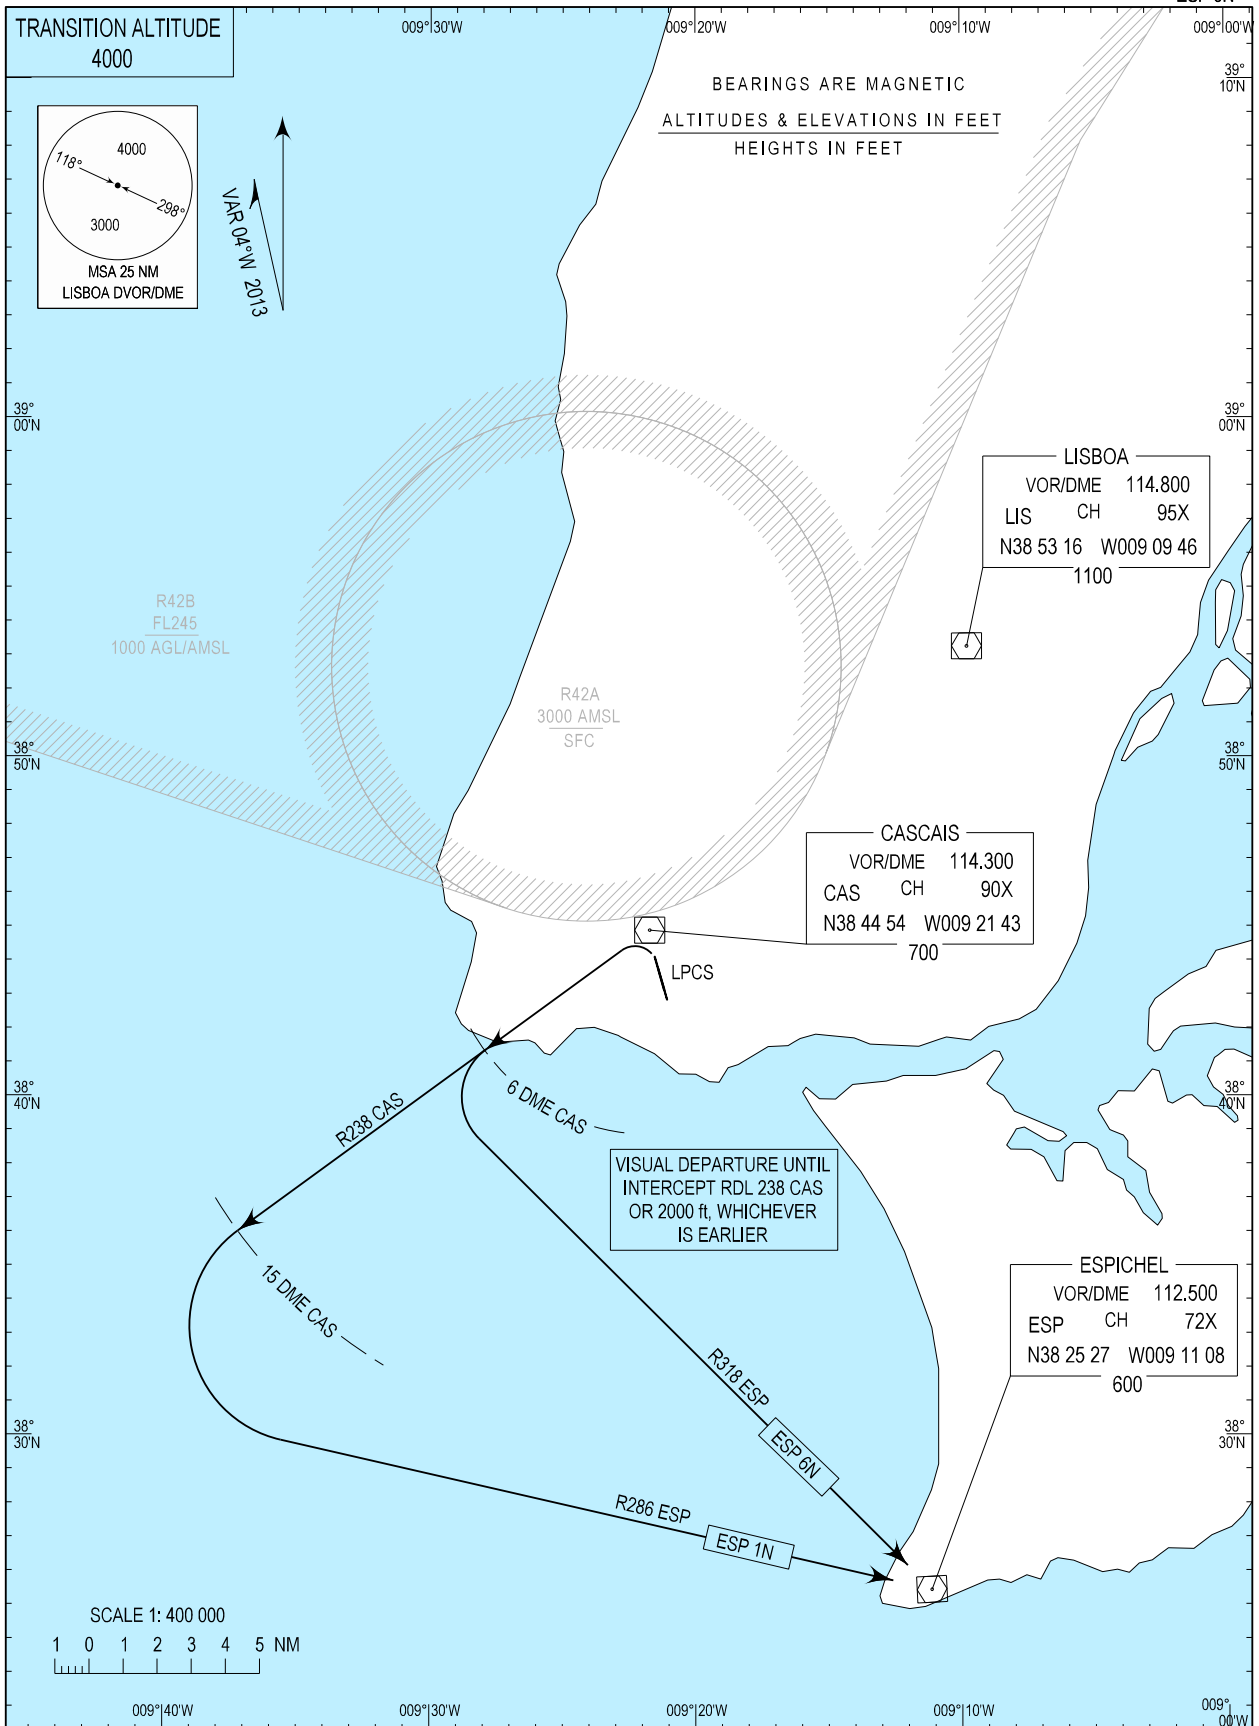 TRANSITION ALTITUDE
4000
009°30'W
009°20'W
009°10'W
009°00'W
39°
10'N
39°
10'N
BEARINGS ARE MAGNETIC
ALTITUDES & ELEVATIONS IN FEET
HEIGHTS IN FEET
4000
118°
298°
3000
MSA 25 NM
LISBOA DVOR/DME
VAR 04°W 2013
39°
00'N
39°
00'N
LISBOA
VOR/DME 114.800
LIS CH 95X
N38 53 16 W009 09 46
1100
R42B
FL245
1000 AGL/AMSL
R42A
3000 AMSL
SFC
38°
50'N
38°
50'N
CASCAIS
VOR/DME 114.300
CAS CH 90X
N38 44 54 W009 21 43
700
LPCS
38°
40'N
38°
40'N
6 DME CAS
R238 CAS
VISUAL DEPARTURE UNTIL
INTERCEPT RDL 238 CAS
OR 2000 ft, WHICHEVER
IS EARLIER
15 DME CAS
ESPICHEL
VOR/DME 112.500
ESP CH 72X
N38 25 27 W009 11 08
600
R318 ESP
ESP 6N
38°
30'N
38°
30'N
R286 ESP
ESP 1N
SCALE 1: 400 000
1 0 1 2 3 4 5 NM
009°40'W
009°30'W
009°20'W
009°10'W
009°
00'W